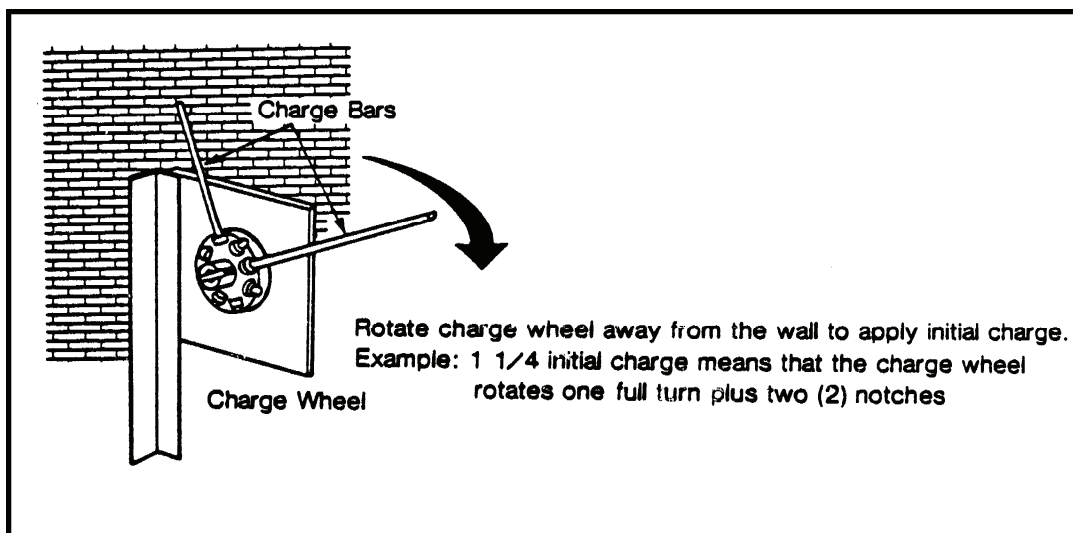 Charge Bars
Rotate charge wheel away from the wall to apply initial charge.
Example: 1 1/4 initial charge means that the charge wheel
rotates one full turn plus two (2) notches
Charge Wheel